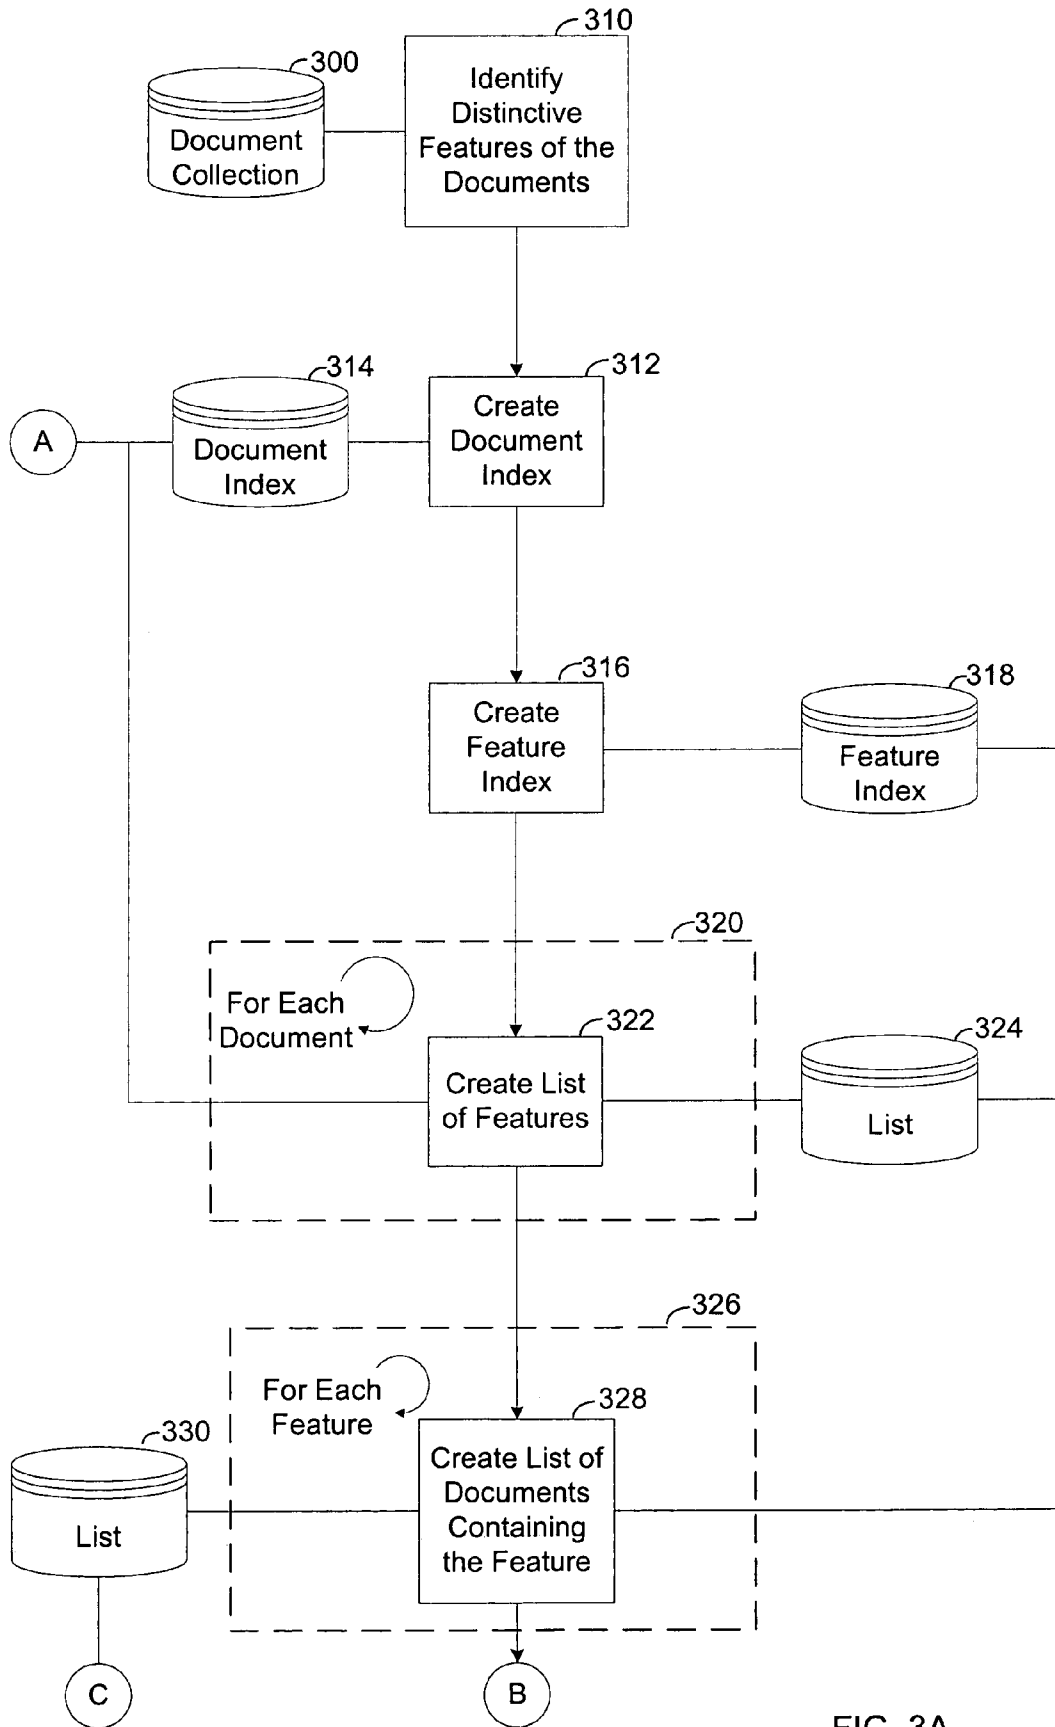 310
300
Identify
Distinctive
Features of the
Documents
Document
Collection
314
312
A
Document
Index
Create
Document
Index
316
318
Create
Feature
Index
Feature
Index
320
For Each
Document
322
324
Create List
of Features
List
326
For Each
Feature
328
330
Create List of
Documents
Containing
the Feature
List
C
B
FIG. 3A